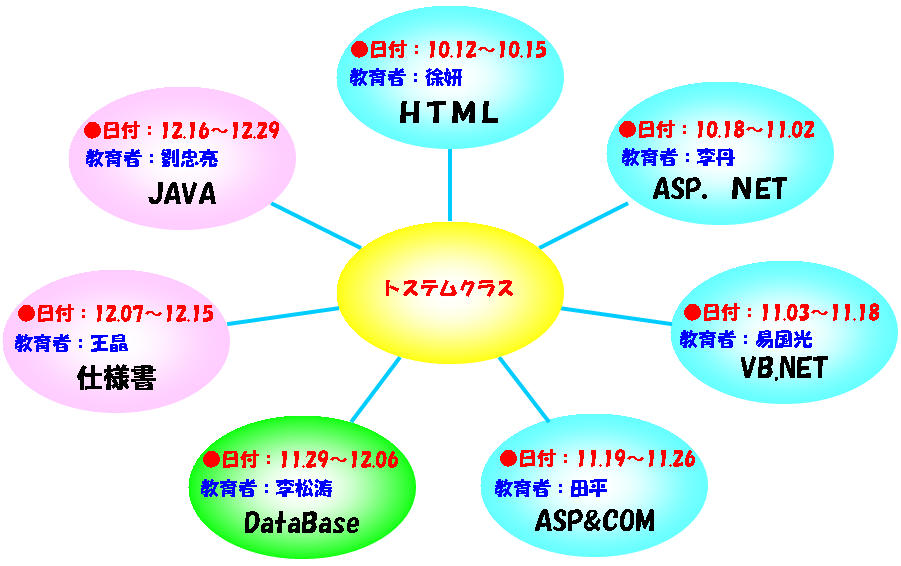 ●日付：10.12～10.15
教育者：徐妍
HTML
●日付：10.18～11.02
教育者：李丹
ASP. NET
●日付：11.03～11.18
教育者：易国光
VB.NET
●日付：11.19～11.26
教育者：田平
ASP&COM
●日付：11.29～12.06
教育者：李松涛
DataBase
●日付：12.07～12.15
教育者：王晶
仕様書
●日付：12.16～12.29
教育者：劉忠亮
JAVA
トステムクラス